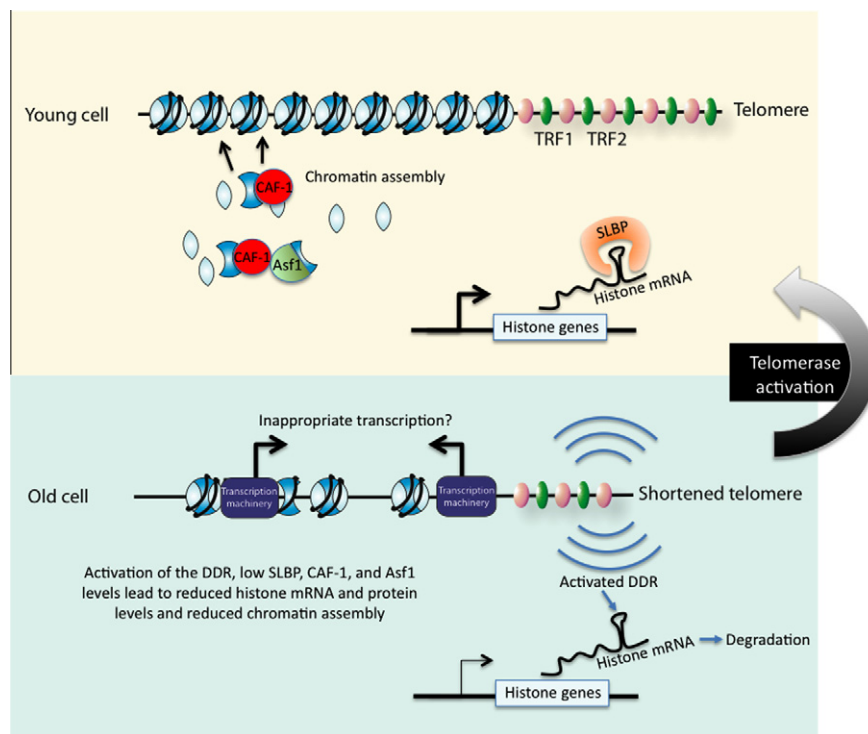 Young cell
Telomere
TRF1 TRF2
CAF-1
Chromatin assembly
CAF-1
Asf1
SLBP
Histone mRNA
Histone genes
Telomerase
activation
Inappropriate transcription?
Old cell
Transcription
machinery
Transcription
machinery
Shortened telomere
Activation of the DDR, low SLBP, CAF-1, and Asf1
levels lead to reduced histone mRNA and protein
levels and reduced chromatin assembly
Activated DDR
Histone mRNA
Degradation
Histone genes